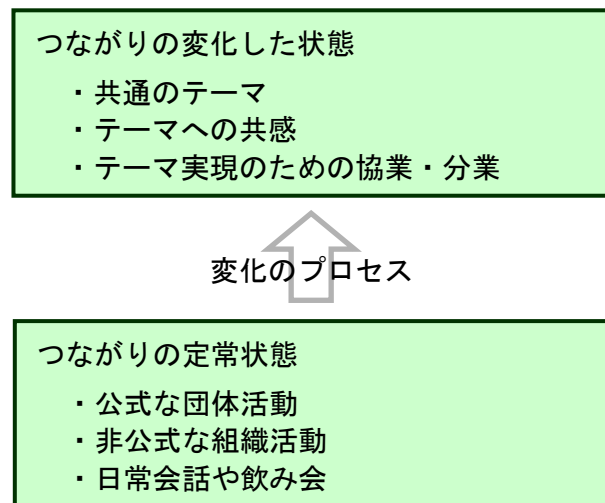 つながりの変化した状態
・共通のテーマ
・テーマへの共感
・テーマ実現のための協業・分業
変化のプロセス
つながりの定常状態
・公式な団体活動
・非公式な組織活動
・日常会話や飲み会